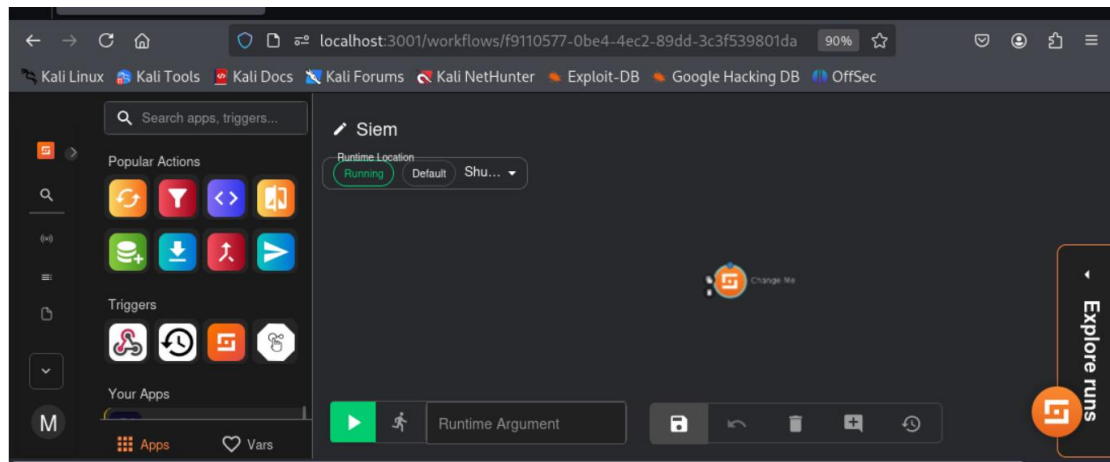 localhost:3001/workflows/f9110577-0be4-4ec2-89dd-3c3f539801da 90%
Kali Linux Kali Tools Kali Docs Kali Forums Kali NetHunter Exploit-DB Google Hacking DB OffSec
Search apps, triggers...
Siem
Runtime Location
Running Default Shu...
Popular Actions
Change Me
Triggers
Explore runs
Your Apps
M
Runtime Argument
Apps Vars